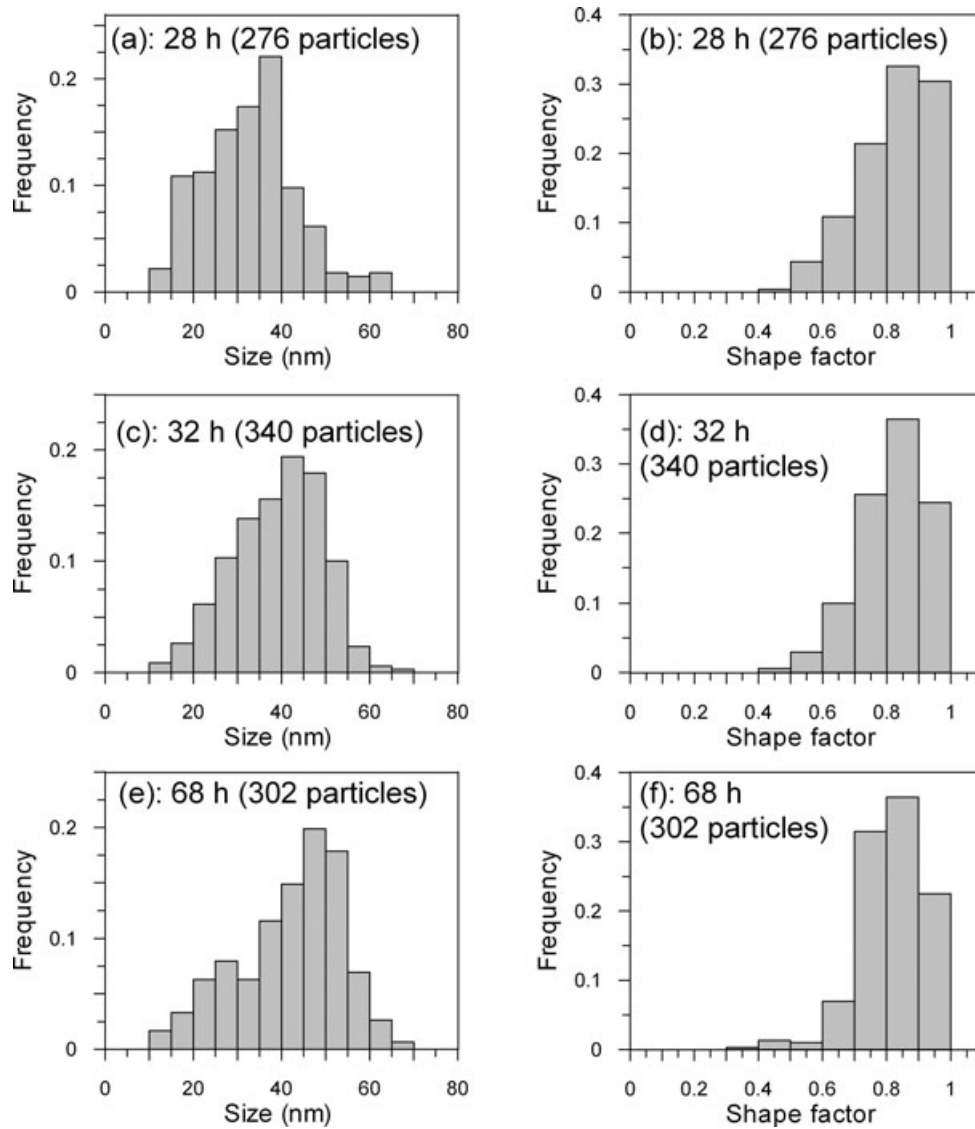 (a): 28 h (276 particles)
Frequency
0.2
0.1
0
0 20 40 60 80
Size (nm)
(b): 28 h (276 particles)
Frequency
0.4
0.3
0.2
0.1
0
0 0.2 0.4 0.6 0.8 1
Shape factor
(c): 32 h (340 particles)
Frequency
0.2
0.1
0
0 20 40 60 80
Size (nm)
(d): 32 h
(340 particles)
Frequency
0.4
0.3
0.2
0.1
0
0 0.2 0.4 0.6 0.8 1
Shape factor
(e): 68 h (302 particles)
Frequency
0.2
0.1
0
0 20 40 60 80
Size (nm)
(f): 68 h
(302 particles)
Frequency
0.4
0.3
0.2
0.1
0
0 0.2 0.4 0.6 0.8 1
Shape factor